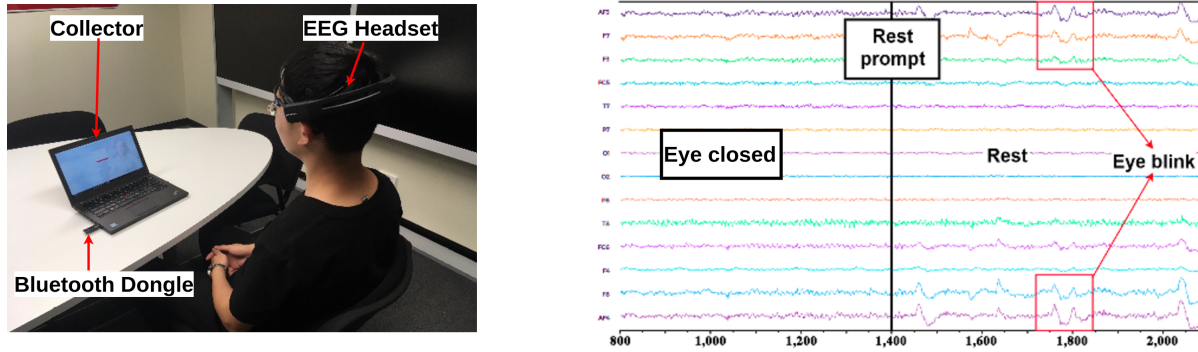 Collector
EEG Headset
Bluetooth Dongle
AF3
F7
F3
FC5
T7
P7
O1
O2
P8
T8
FC6
F4
F8
AF4
Rest
prompt
Eye closed
Rest
Eye blink
800
1,000
1,200
1,400
1,600
1,800
2,000